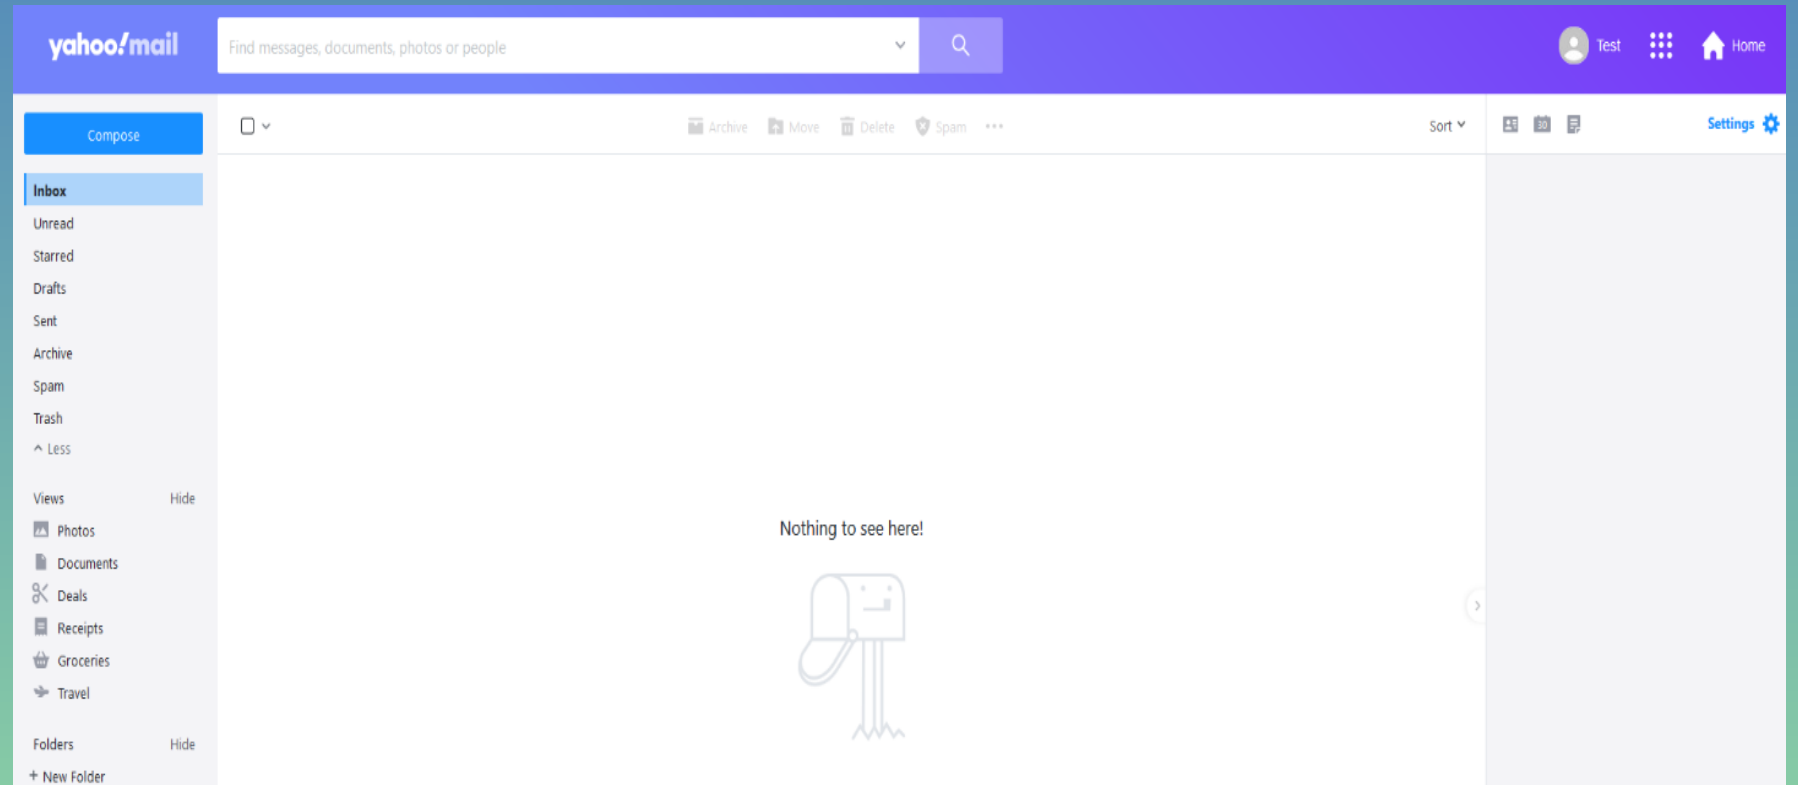 yahoo!mail
Find messages, documents, photos or people
Test
Home
Compose
Archive Move Delete Spam
Sort
30
Settings
Inbox
Unread
Starred
Drafts
Sent
Archive
Spam
Trash
Less
Views Hide
Photos
Documents
Deals
Receipts
Groceries
Travel
Folders Hide
+ New Folder
Nothing to see here!